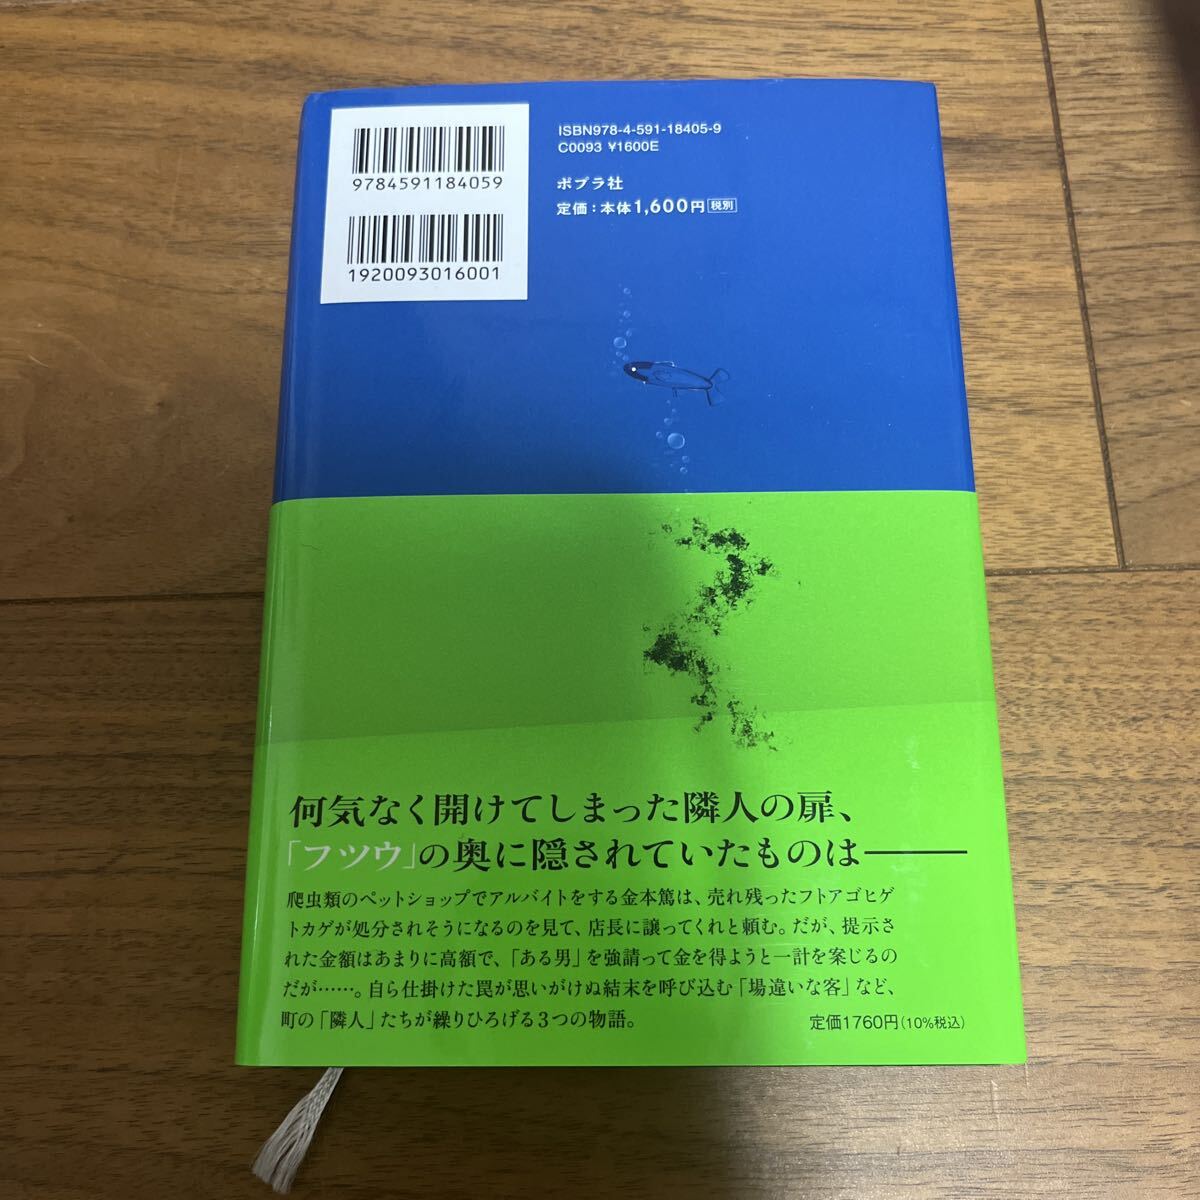 9784591184059
1920093016001
ISBN978-4-591-18405-9
C0093 ¥1600E
ポプラ社
定価：本体1,600円 税別
何気なく開けてしまった隣人の扉、
「フツウ」の奥に隠されていたものは――
爬虫類のペットショップでアルバイトをする金本篤は、売れ残ったフトアゴヒゲ
トカゲが処分されそうになるのを見て、店長に譲ってくれと頼む。だが、提示さ
れた金額はあまりに高額で、「ある男」を強請って金を得ようと一計を案じるの
だが……。自ら仕掛けた罠が思いがけぬ結末を呼び込む「場違いな客」など、
町の「隣人」たちが繰りひろげる3つの物語。
定価1760円（10%税込）